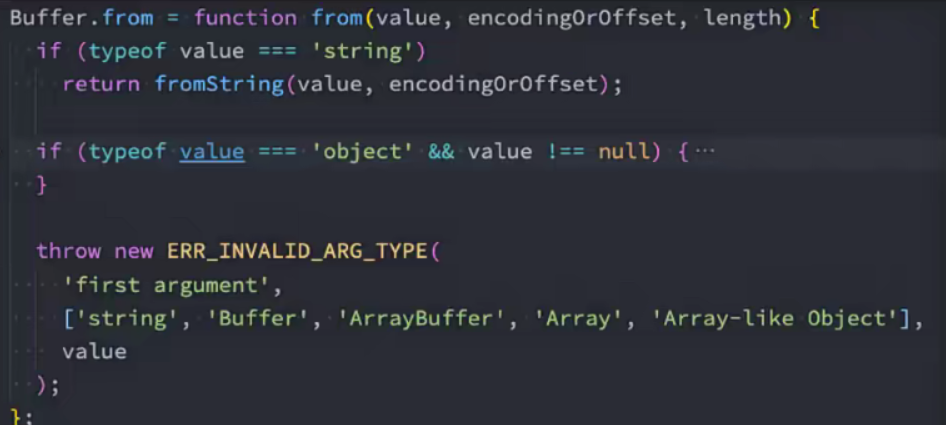 Buffer.from = function from(value, encodingOrOffset, length) {
if (typeof value === 'string')
return fromString(value, encodingOrOffset);
if (typeof value === 'object' && value !== null) {…
}
throw new ERR_INVALID_ARG_TYPE(
'first argument',
['string', 'Buffer', 'ArrayBuffer', 'Array', 'Array-like Object'],
value
);
};